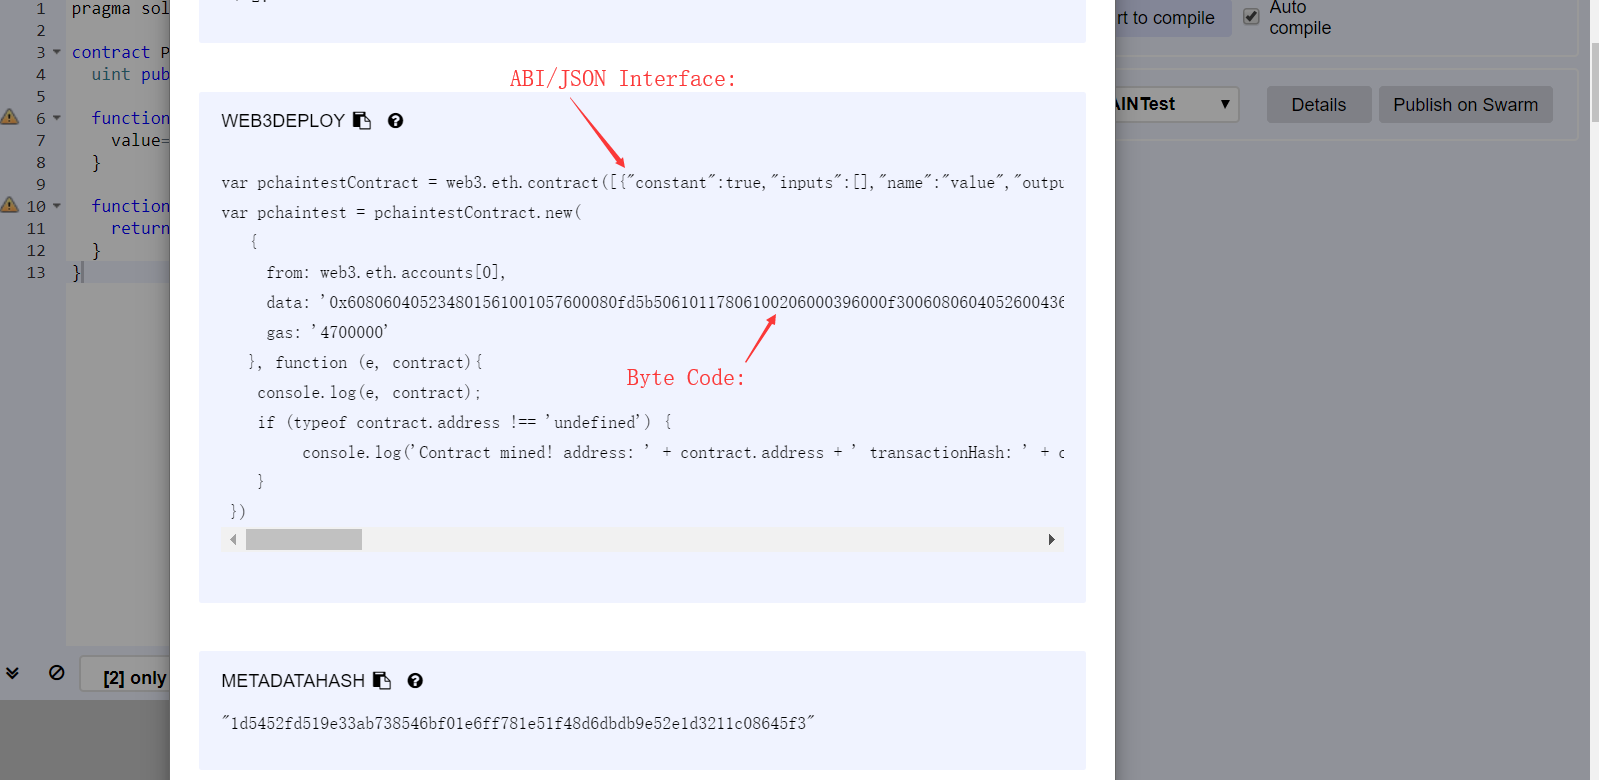 1 pragma sol
2
3 contract P
4 uint pub
5
6 function
7 value=
8 }
9
10 function
11 return
12 }
13 }
[2] only
rt to compile
Auto
compile
AINTest
Details
Publish on Swarm
ABI/JSON Interface:
WEB3DEPLOY
var pchaintestContract = web3.eth.contract([{"constant":true,"inputs":[],"name":"value","outpu
var pchaintest = pchaintestContract.new(
{
from: web3.eth.accounts[0],
data: '0x608060405234801561001057600080fd5b50610117806100206000396000f3006080604052600436
gas: '4700000'
}, function (e, contract){
Byte Code:
console.log(e, contract);
if (typeof contract.address !== 'undefined') {
console.log('Contract mined! address: ' + contract.address + ' transactionHash: ' + c
}
})
METADATAHASH
"1d5452fd519e33ab738546bf01e6ff781e51f48d6dbdb9e52e1d3211c08645f3"